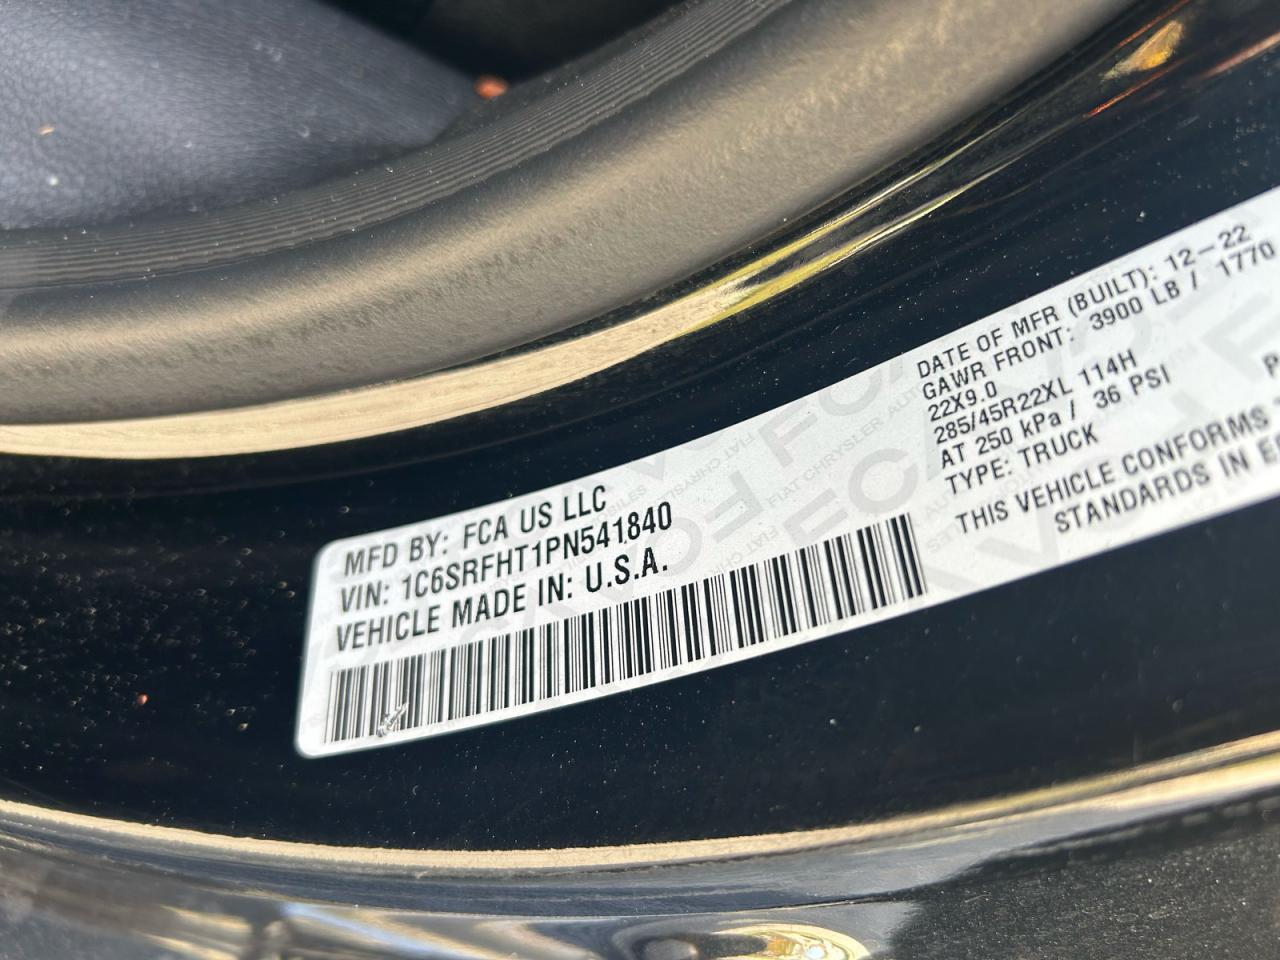 MFD BY: FCA US LLC
VIN: 1C6SRFHT1PN541840
VEHICLE MADE IN: U.S.A.
DATE OF MFR (BUILT): 12-22
GAWR FRONT: 3900 LB / 1770
22X9.0
285/45R22XL 114H
AT 250 kPa / 36 PSI
TYPE: TRUCK
THIS VEHICLE CONFORMS
STANDARDS IN